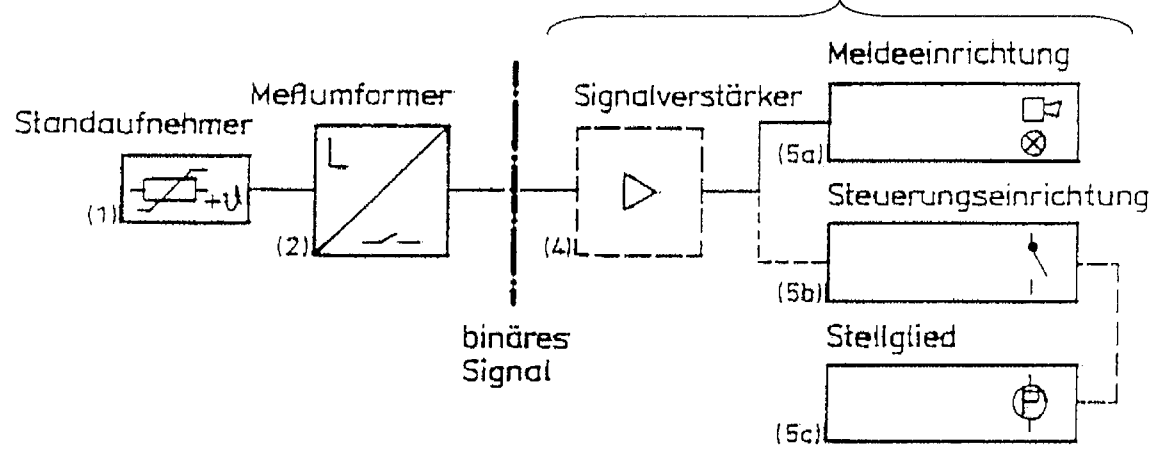 Meldeeinrichtung
Meßumformer
Signalverstärker
Standaufnehmer
(5a)
+ϑ
(1)
(2)
(4)
Steuerungseinrichtung
(5b)
binäres
Signal
Stellglied
P
(5c)